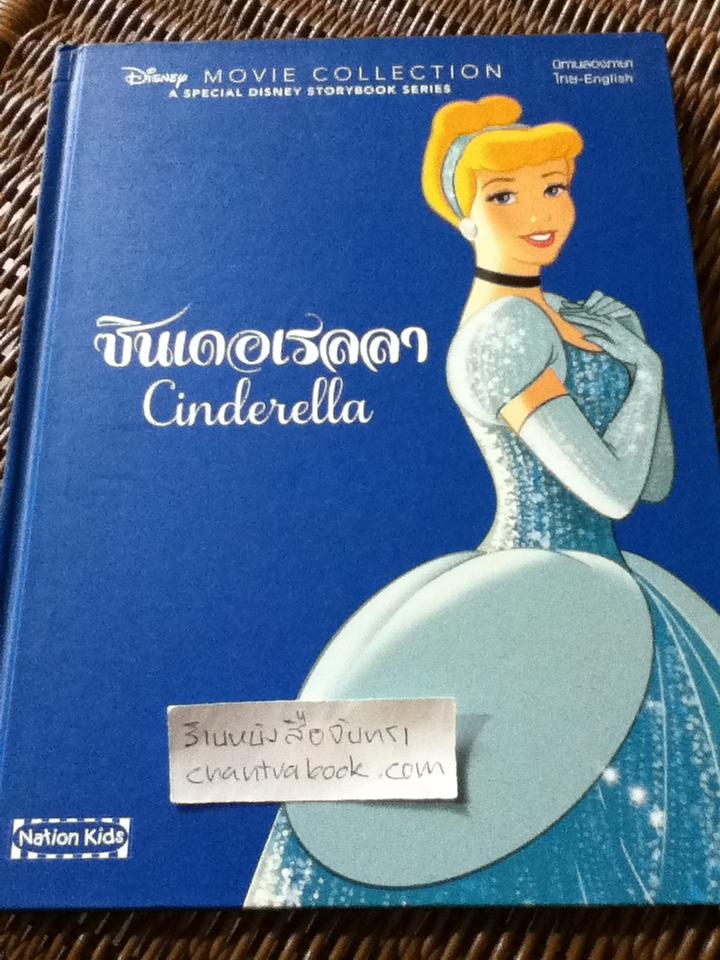 Disney MOVIE COLLECTION
A SPECIAL DISNEY STORYBOOK SERIES
นิทานสองภาษา
ไทย-English
ซินเดอเรลลา
Cinderella
ร้านหนังสือจันทรา
chantrabook.com
Nation Kids